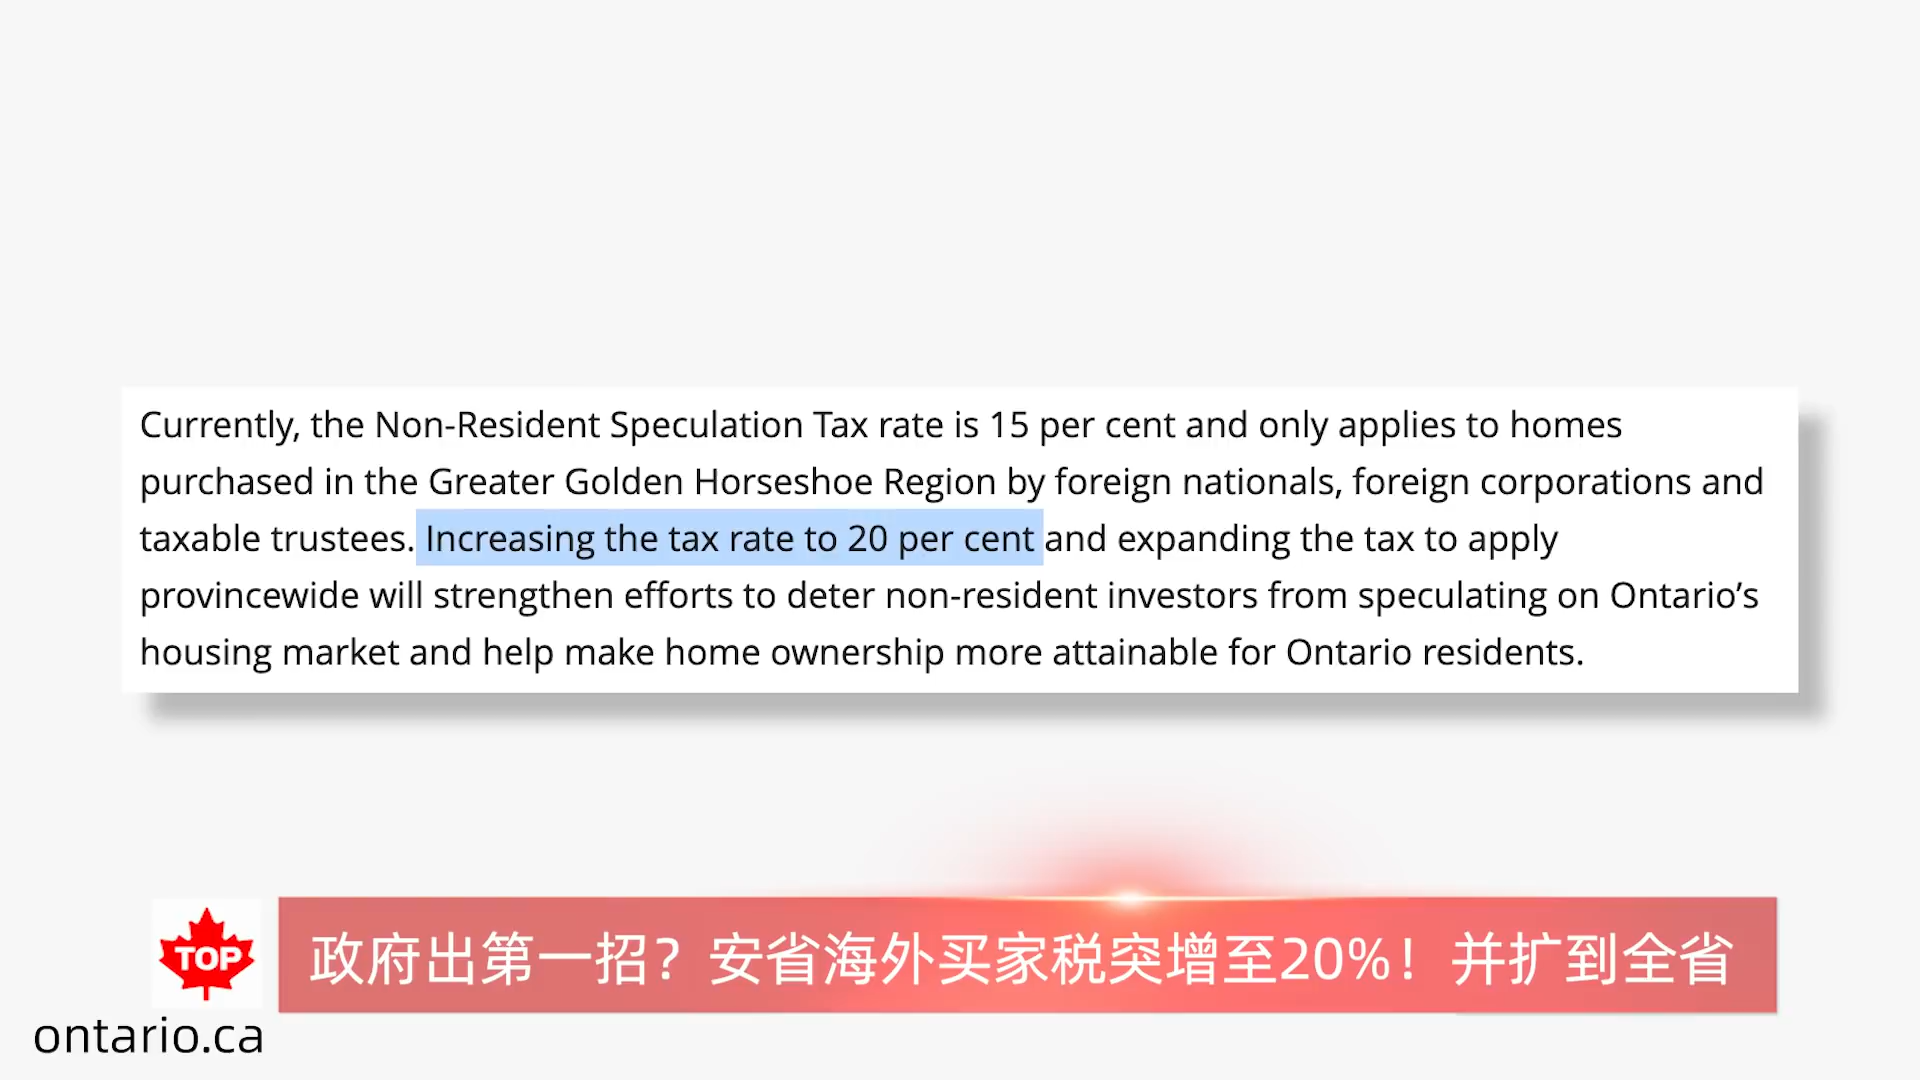 Currently, the Non-Resident Speculation Tax rate is 15 per cent and only applies to homes
purchased in the Greater Golden Horseshoe Region by foreign nationals, foreign corporations and
taxable trustees. Increasing the tax rate to 20 per cent and expanding the tax to apply
provincewide will strengthen efforts to deter non-resident investors from speculating on Ontario’s
housing market and help make home ownership more attainable for Ontario residents.
TOP
政府出第一招？安省海外买家税突增至20%！并扩到全省
ontario.ca